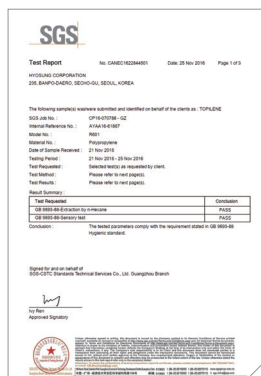 SGS
Test Report No. CANEC1622844501 Date: 25 Nov 2016 Page 1 of 3
HYOSUNG CORPORATION
235, BANPO-DAERO, SECHO-GU, SEOUL, KOREA
The following sample(s) was/were submitted and identified on behalf of the clients as : TOPILENE
SGS Job No. : CP16-070788 - GZ
Internal Reference No. : AYAA16-61867
Model No. : R601
Material No. : Polypropylene
Date of Sample Received : 21 Nov 2016
Testing Period : 21 Nov 2016 - 25 Nov 2016
Test Requested : Selected test(s) as requested by client.
Test Method : Please refer to next page(s).
Test Results : Please refer to next page(s).
Result Summary :
Test Requested Conclusion
GB 9693-88-Extraction by n-Hexane PASS
GB 9693-88-Sensory test PASS
Conclusion : The tested parameters comply with the requirement stated in GB 9693-88
Hygienic standard.
Signed for and on behalf of
SGS-CSTC Standards Technical Services Co., Ltd. Guangzhou Branch
Ivy Ren
Approved Signatory